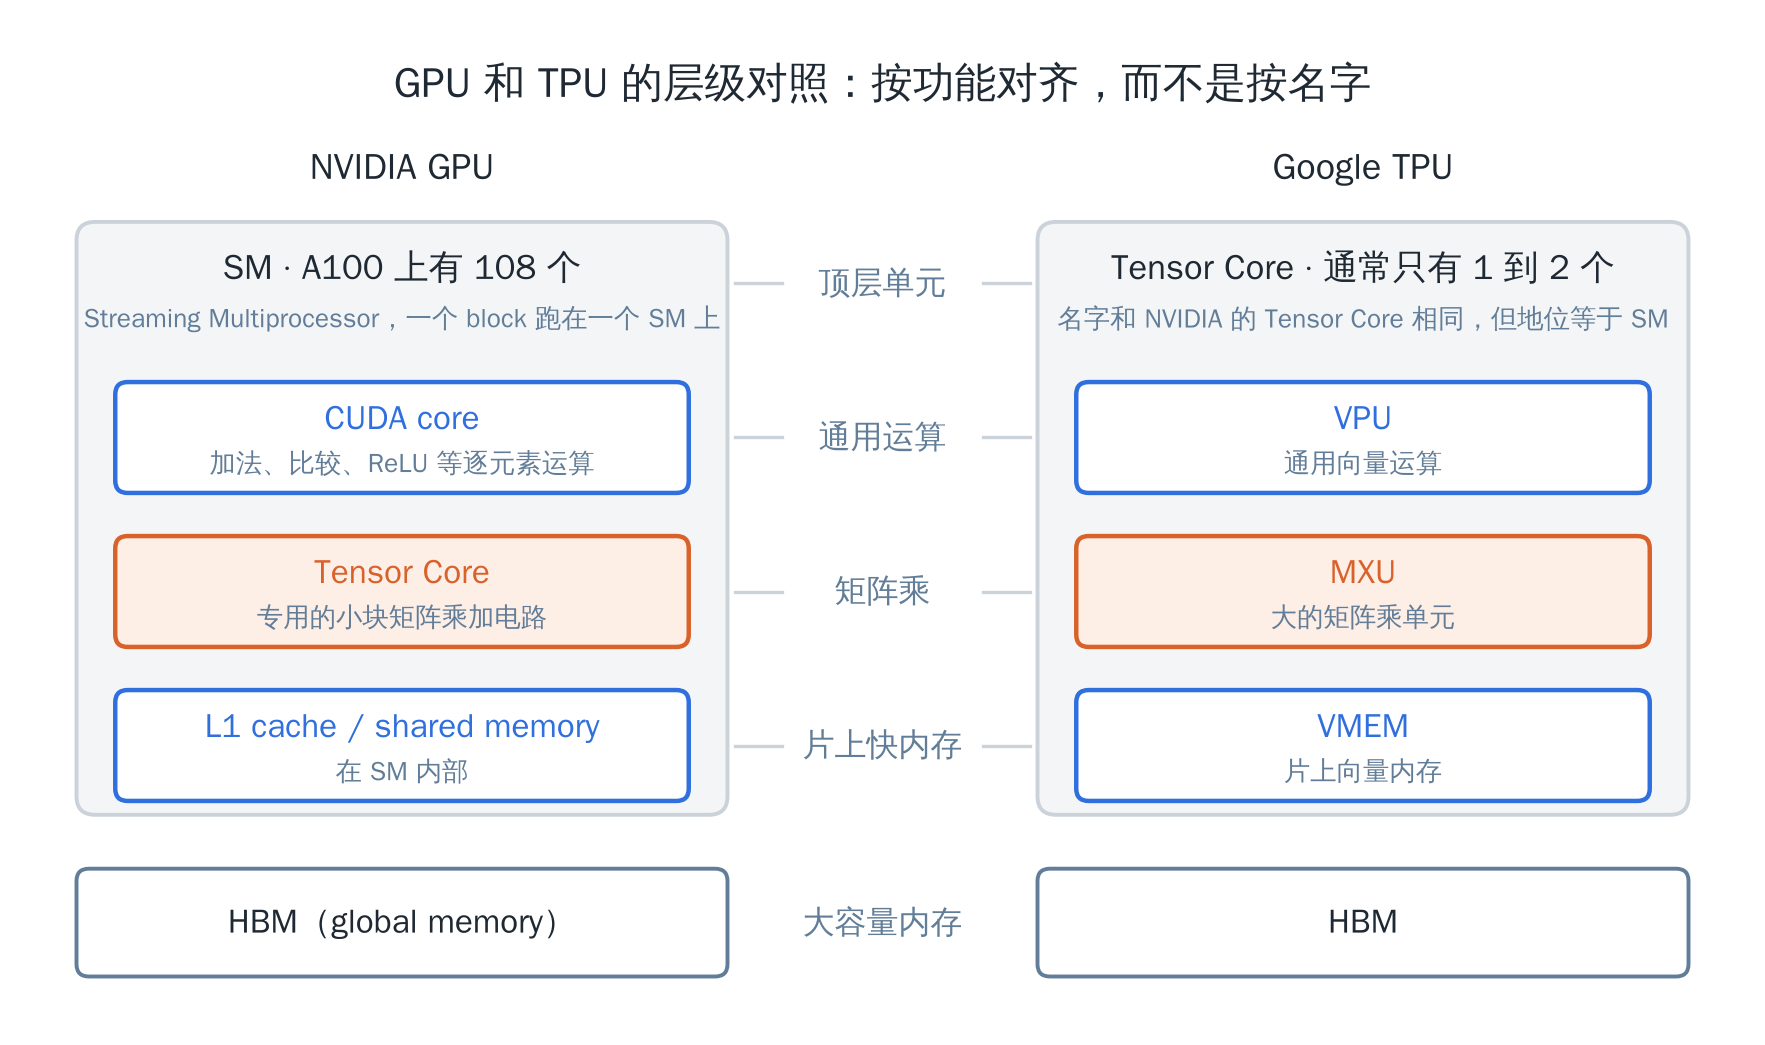 GPU 和 TPU 的层级对照：按功能对齐，而不是按名字
NVIDIA GPU
Google TPU
SM · A100 上有 108 个
Streaming Multiprocessor，一个 block 跑在一个 SM 上
顶层单元
Tensor Core · 通常只有 1 到 2 个
名字和 NVIDIA 的 Tensor Core 相同，但地位等于 SM
CUDA core
加法、比较、ReLU 等逐元素运算
通用运算
VPU
通用向量运算
Tensor Core
专用的小块矩阵乘加电路
矩阵乘
MXU
大的矩阵乘单元
L1 cache / shared memory
在 SM 内部
片上快内存
VMEM
片上向量内存
HBM（global memory）
大容量内存
HBM